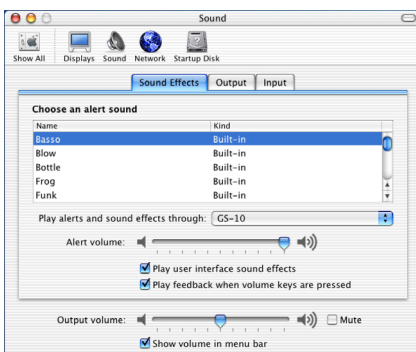 Sound
Show All Displays Sound Network Startup Disk
Sound Effects Output Input
Choose an alert sound
Name Kind
Basso Built-in
Blow Built-in
Bottle Built-in
Frog Built-in
Funk Built-in
Play alerts and sound effects through: GS-10
Alert volume:
Play user interface sound effects
Play feedback when volume keys are pressed
Output volume: Mute
Show volume in menu bar